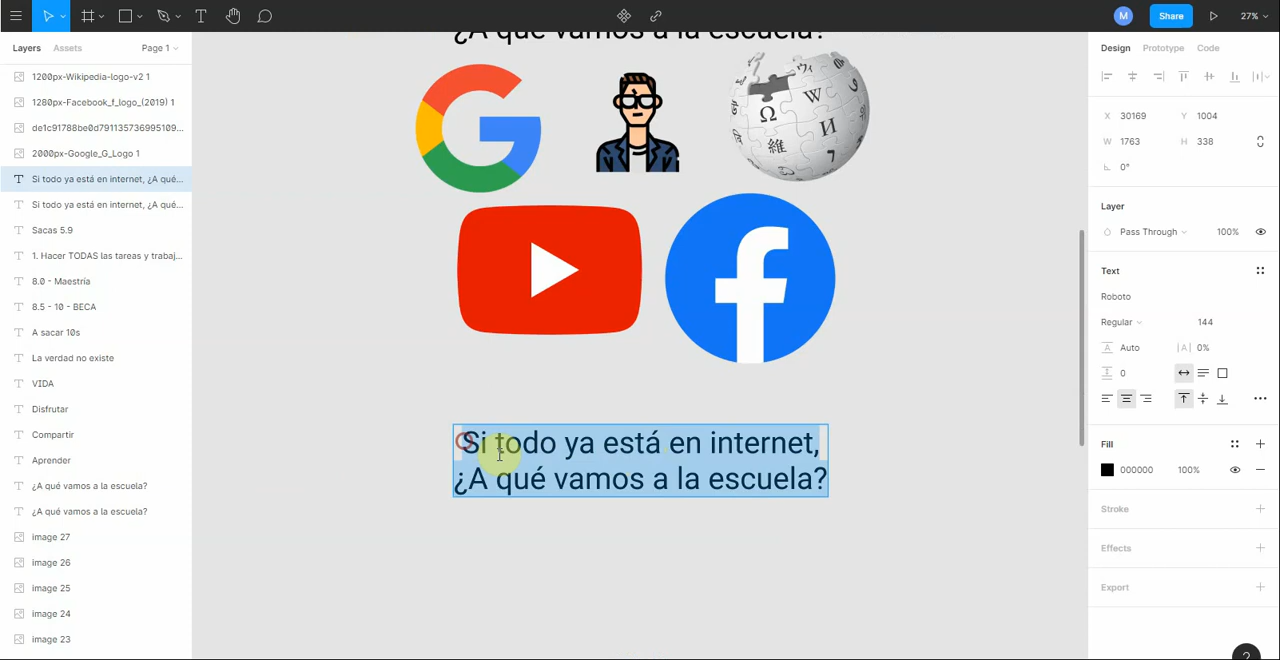 M
Share
27%
Layers
Assets
Page 1
Design
Prototype
Code
¿A qué vamos a la escuela?
1200px-Wikipedia-logo-v2 1
1280px-Facebook_f_logo_(2019) 1
de1c91788be0d791135736995109...
2000px-Google_G_Logo 1
Si todo ya está en internet, ¿A qué...
Si todo ya está en internet, ¿A qué...
Sacas 5.9
1. Hacer TODAS las tareas y trabaj...
8.0 - Maestría
8.5 - 10 - BECA
A sacar 10s
La verdad no existe
VIDA
Disfrutar
Compartir
Aprender
¿A qué vamos a la escuela?
¿A qué vamos a la escuela?
image 27
image 26
image 25
image 24
image 23
Ω
W
И
維
7
f
Si todo ya está en internet,
¿A qué vamos a la escuela?
X 30169 Y 1004
W 1763 H 338
0°
Layer
Pass Through 100%
Text
Roboto
Regular 144
A Auto |A| 0%
0
Fill
000000 100%
Stroke
Effects
Export
?